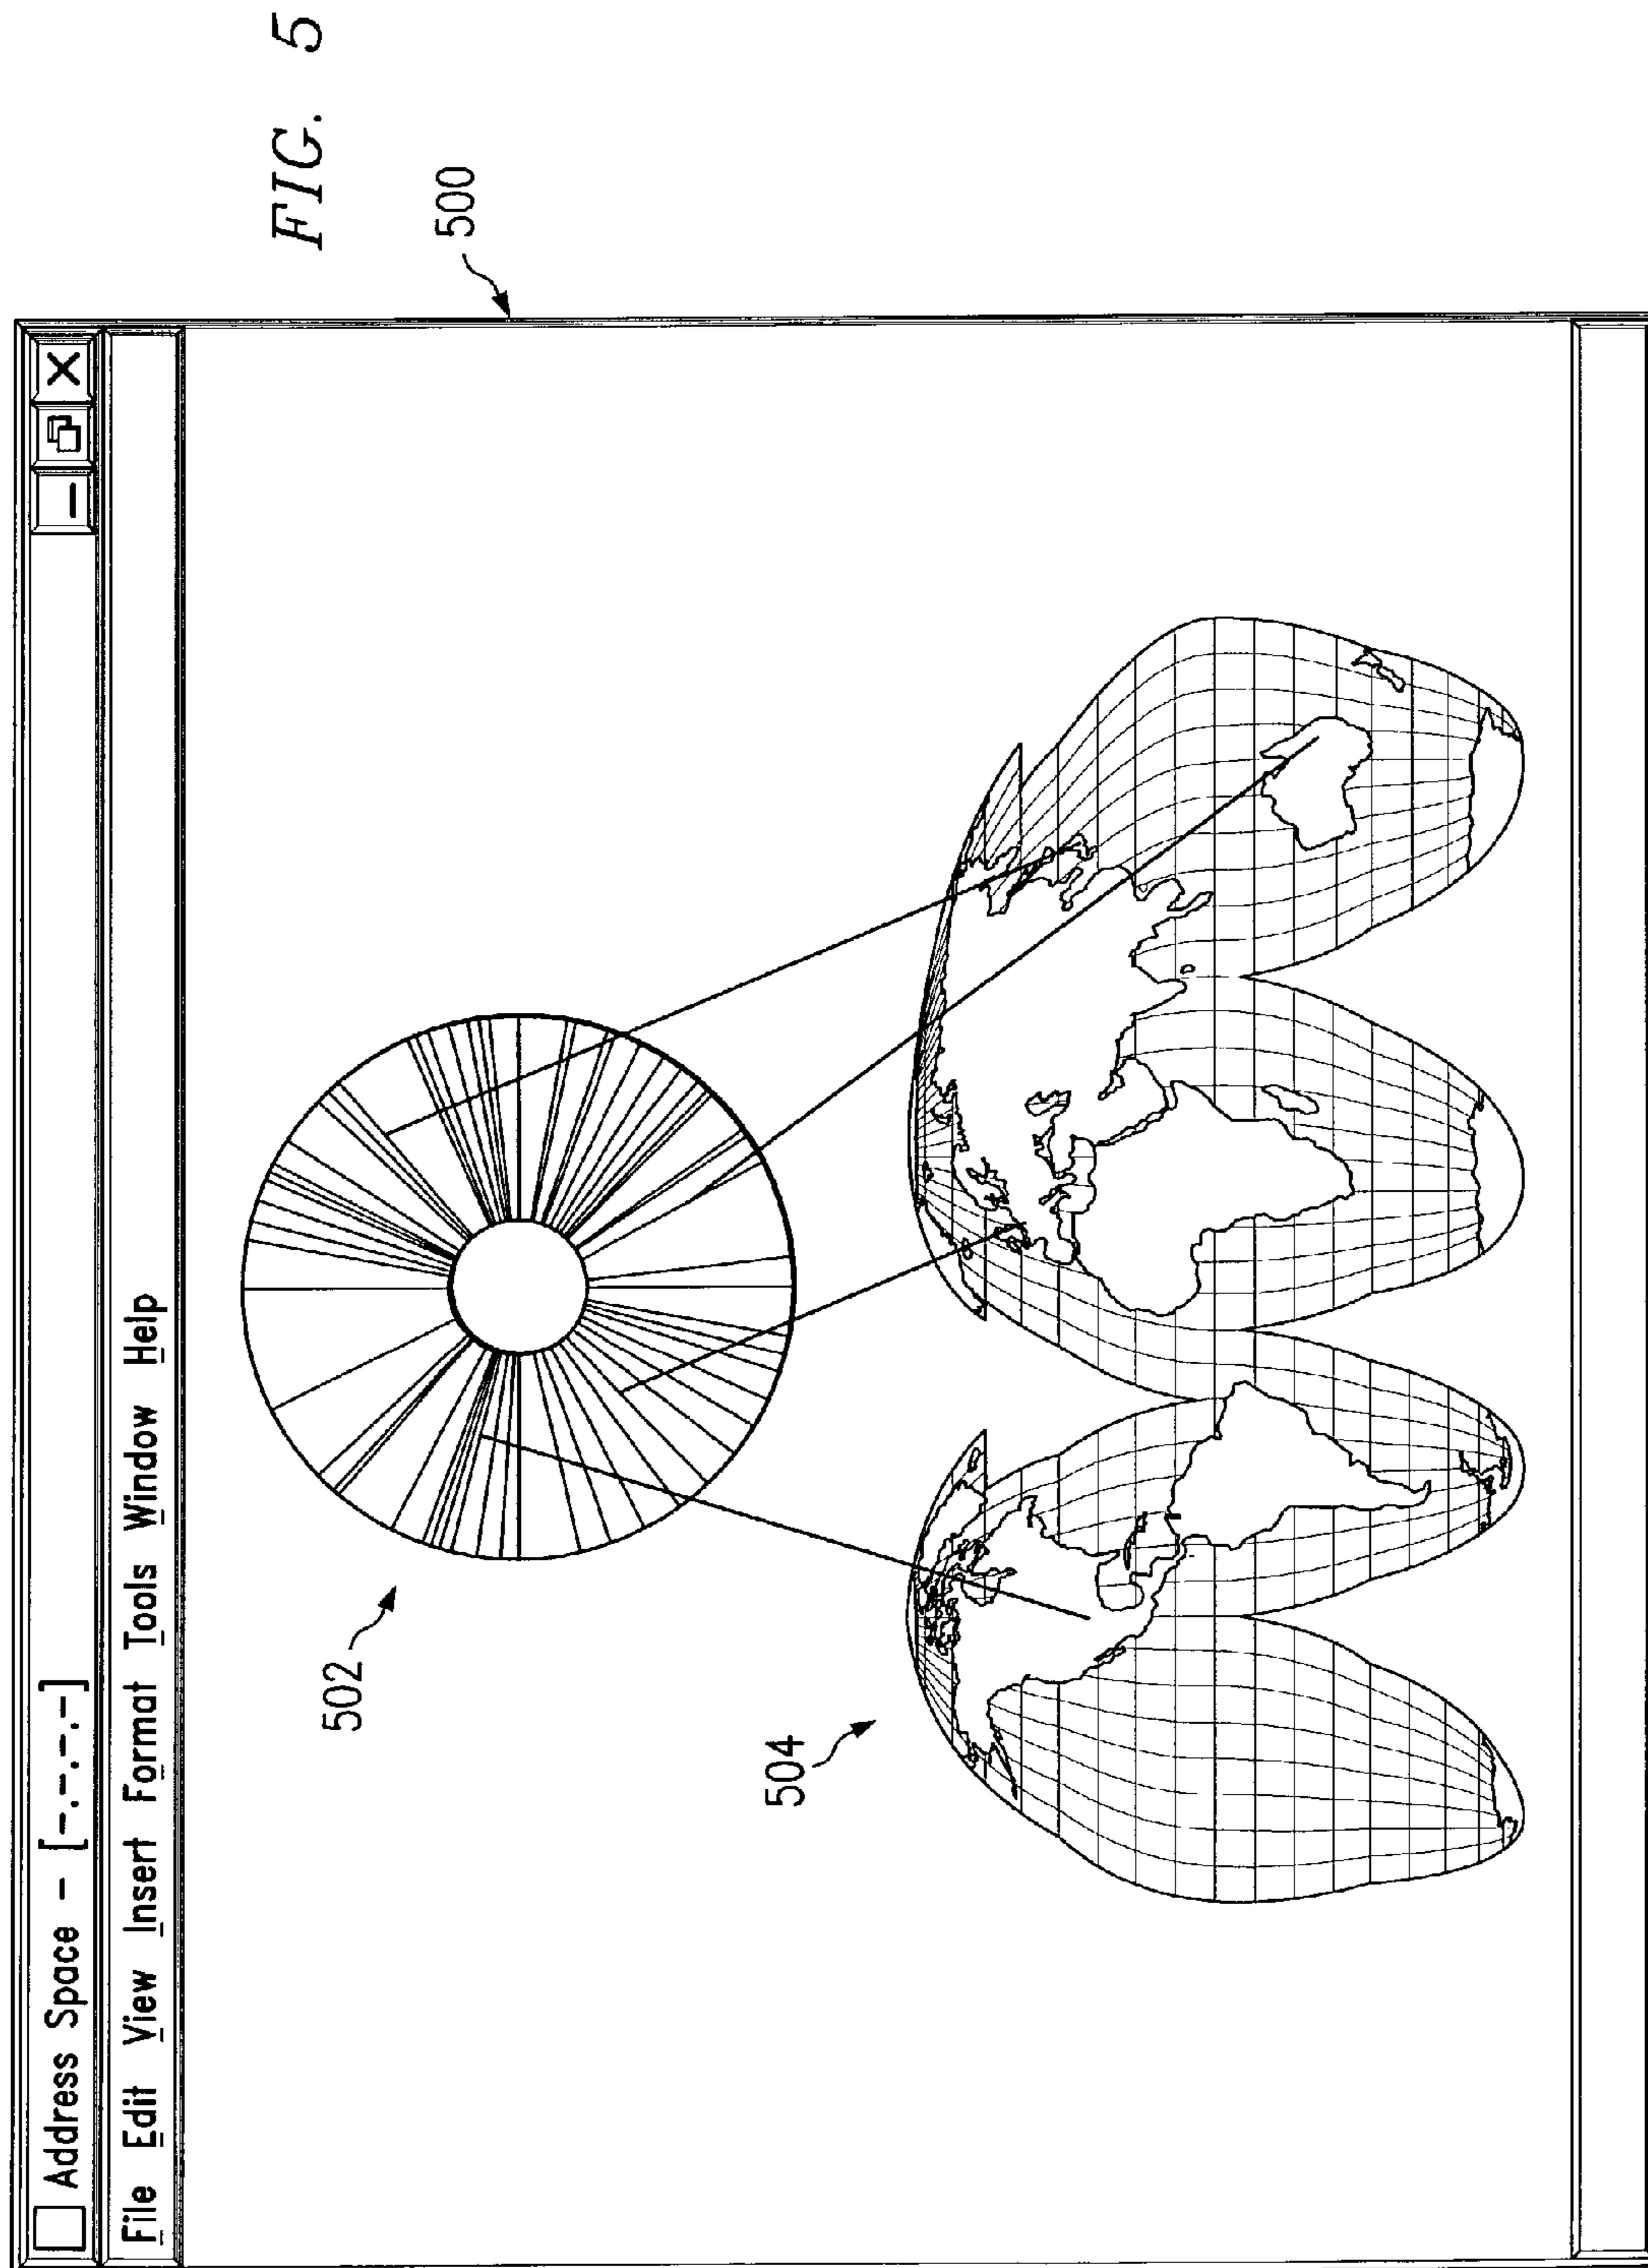 Address Space - [-.-.-.-]
File Edit View Insert Format Tools Window Help
FIG. 5
500
502
504